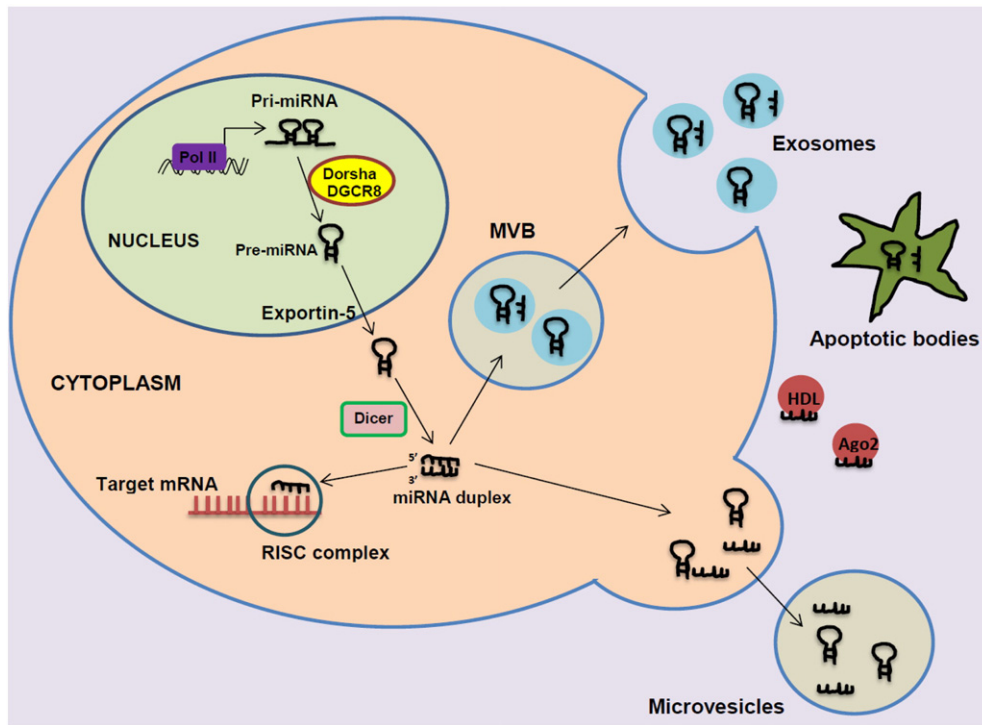 Pri-miRNA
Pol II
Dorsha
DGCR8
NUCLEUS
Pre-miRNA
Exportin-5
CYTOPLASM
Dicer
5'
3'
miRNA duplex
Target mRNA
RISC complex
MVB
Exosomes
Apoptotic bodies
HDL
Ago2
Microvesicles